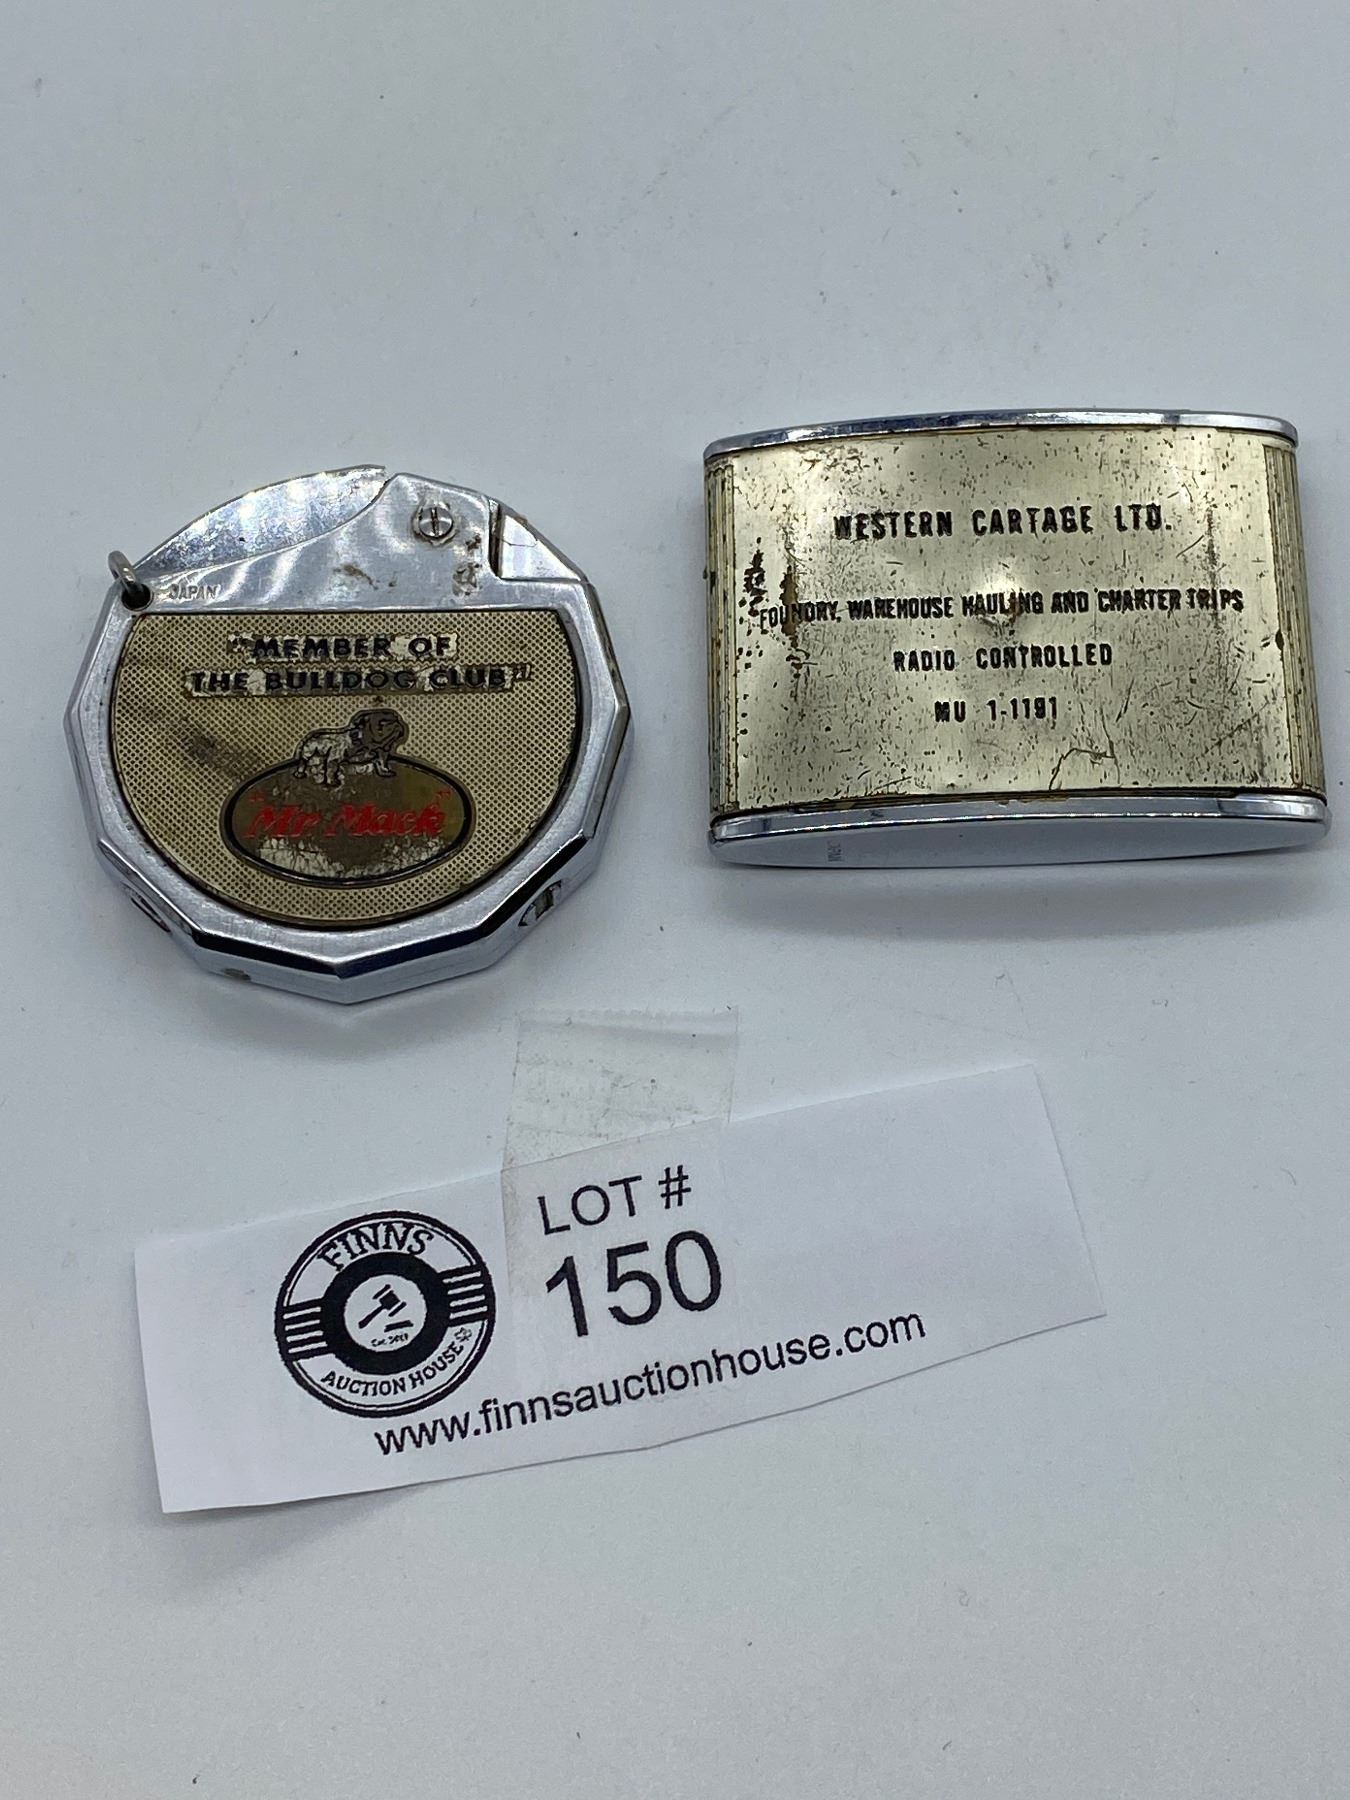 JAPAN
"MEMBER OF
THE BULLDOG CLUB"
"Mr Mack"
WESTERN CARTAGE LTD.
FOUNDRY, WAREHOUSE HAULING AND CHARTER TRIPS
RADIO CONTROLLED
MU 1-1191
JAPAN
FINNS
AUCTION HOUSE
LOT #
150
www.finnsauctionhouse.com